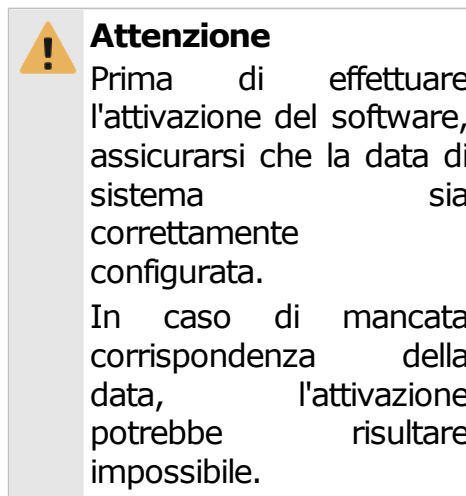 Attenzione
Prima di effettuare
l'attivazione del software,
assicurarsi che la data di
sistema sia
correttamente
configurata.
In caso di mancata
corrispondenza della
data, l'attivazione
potrebbe risultare
impossibile.